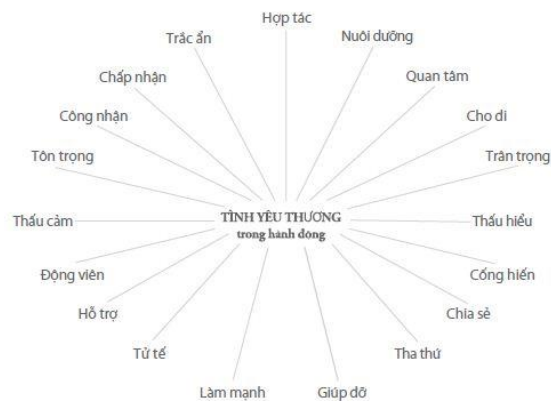 Hợp tác
Trắc ẩn
Nuôi dưỡng
Chấp nhận
Quan tâm
Công nhận
Cho đi
Tôn trọng
Trân trọng
TÌNH YÊU THƯƠNG
trong hành động
Thấu cảm
Thấu hiểu
Động viên
Cống hiến
Hỗ trợ
Chia sẻ
Tử tế
Tha thứ
Làm mạnh
Giúp đỡ